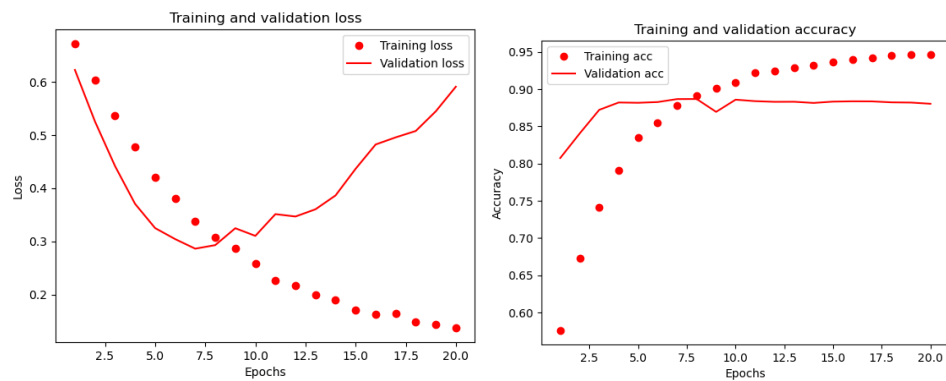 Training and validation loss
Training loss
Validation loss
0.6
0.5
0.4
0.3
0.2
Loss
2.5 5.0 7.5 10.0 12.5 15.0 17.5 20.0
Epochs
Training and validation accuracy
Training acc
Validation acc
0.95
0.90
0.85
0.80
0.75
0.70
0.65
0.60
Accuracy
2.5 5.0 7.5 10.0 12.5 15.0 17.5 20.0
Epochs